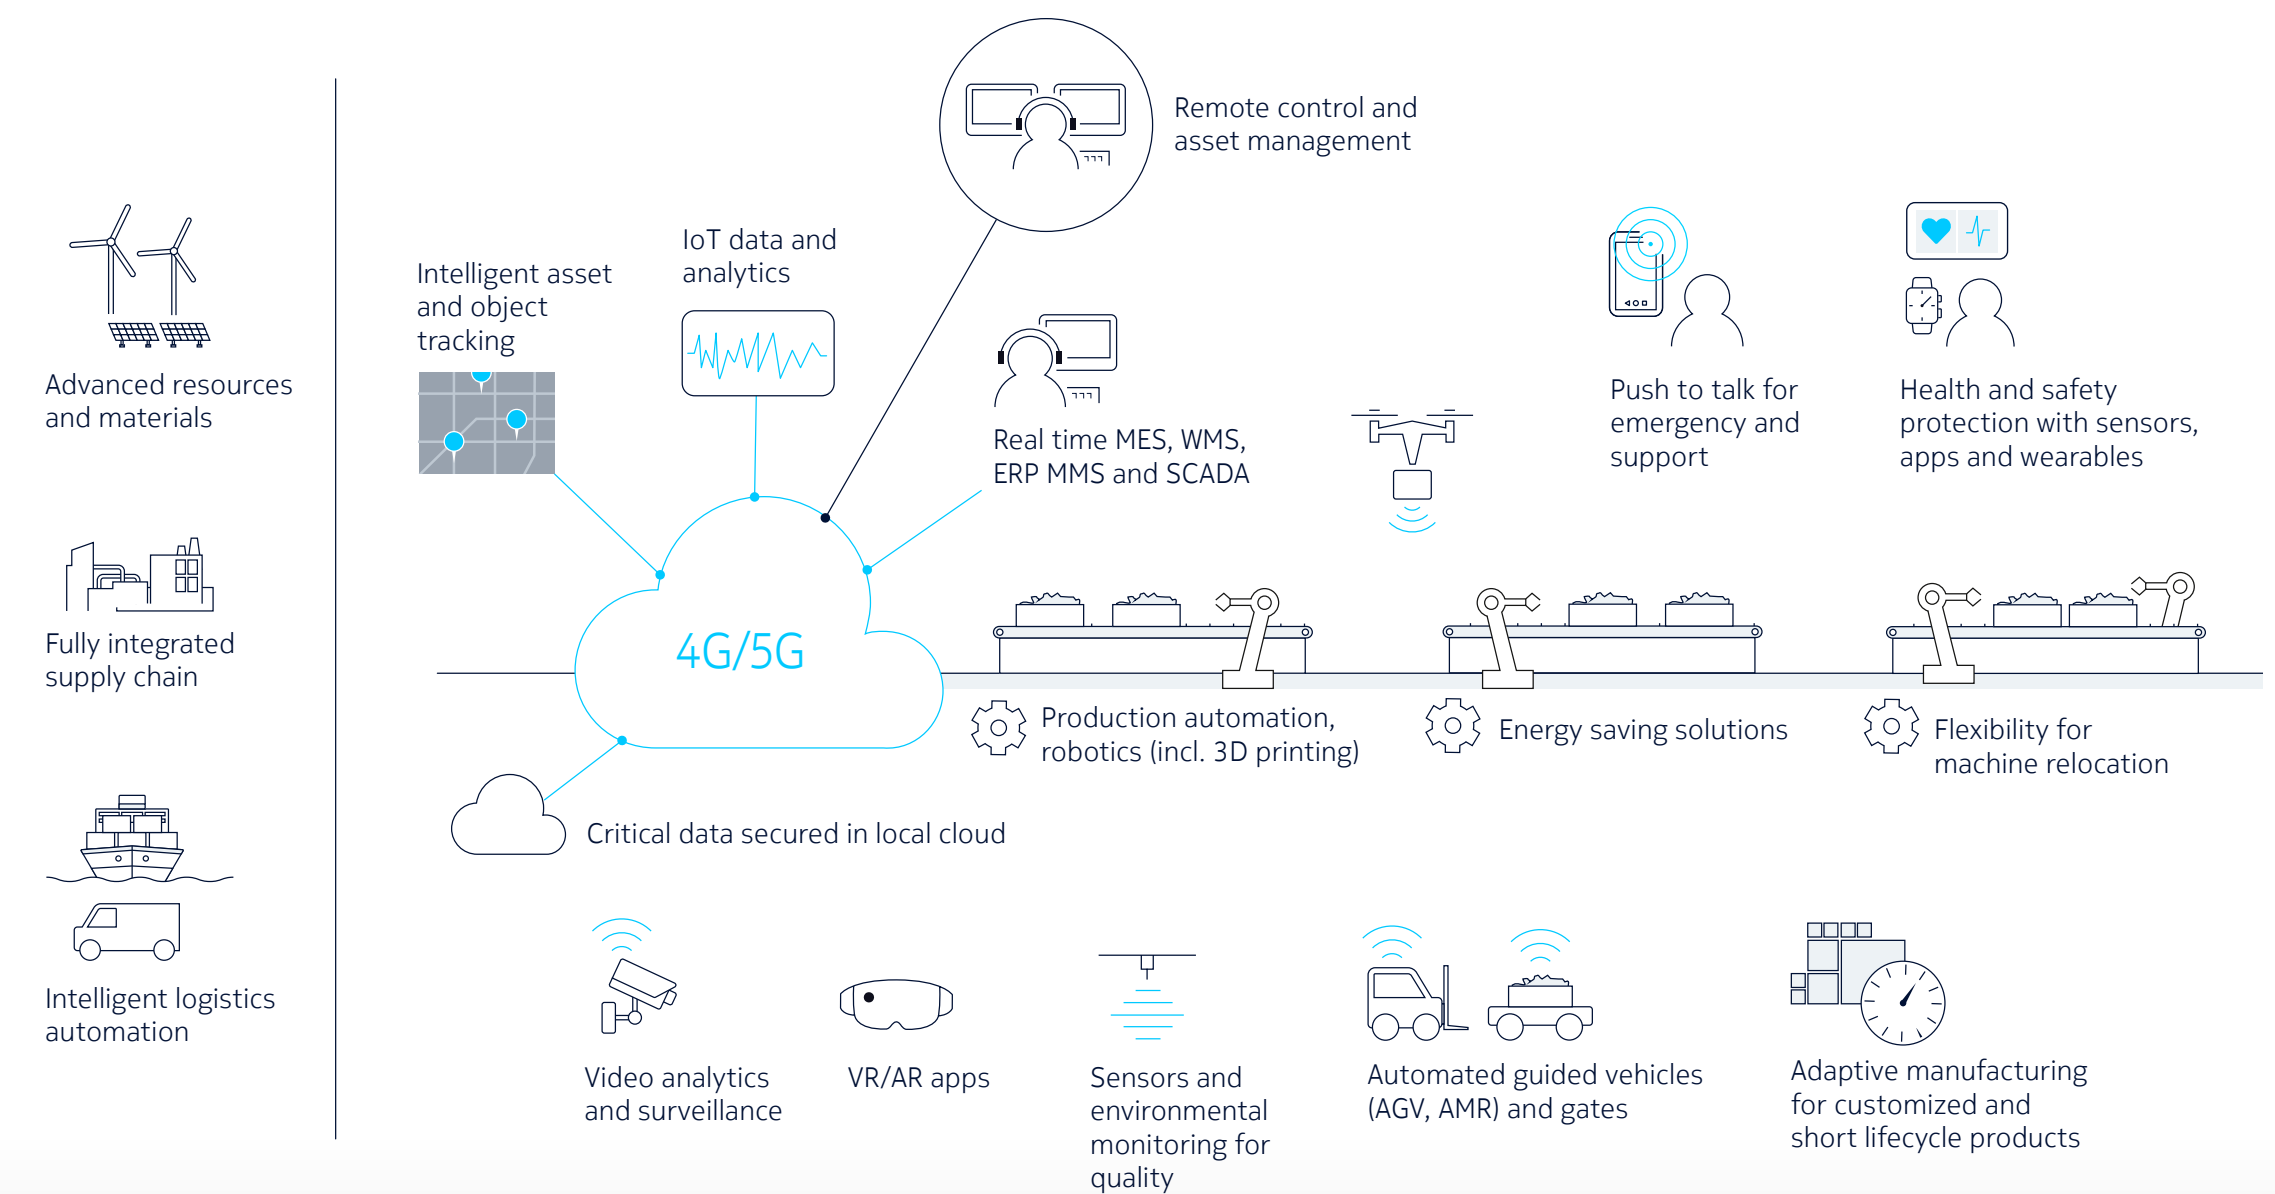 Advanced resources
and materials
Fully integrated
supply chain
Intelligent logistics
automation
Remote control and
asset management
IoT data and
analytics
Intelligent asset
and object
tracking
Real time MES, WMS,
ERP MMS and SCADA
Push to talk for
emergency and
support
Health and safety
protection with sensors,
apps and wearables
4G/5G
Production automation,
robotics (incl. 3D printing)
Energy saving solutions
Flexibility for
machine relocation
Critical data secured in local cloud
Video analytics
and surveillance
VR/AR apps
Sensors and
environmental
monitoring for
quality
Automated guided vehicles
(AGV, AMR) and gates
Adaptive manufacturing
for customized and
short lifecycle products